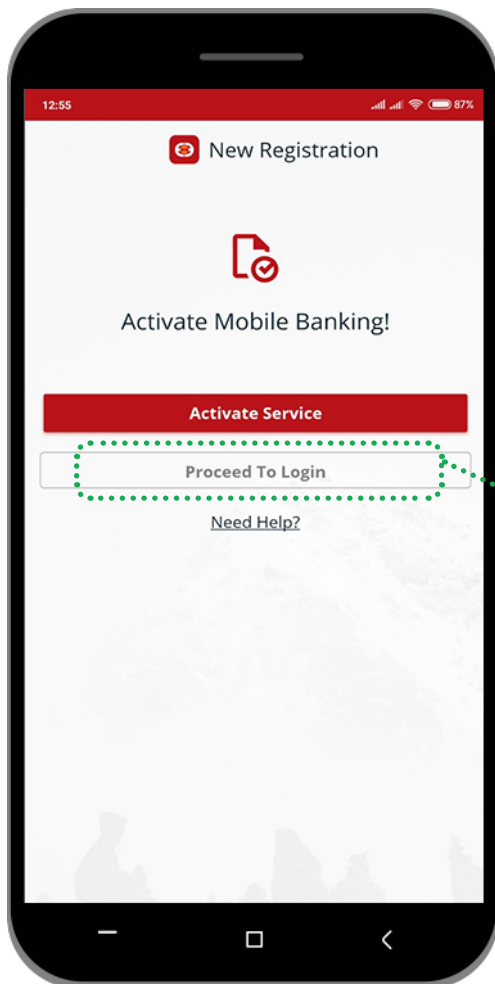 12:55 87%
New Registration
Activate Mobile Banking!
Activate Service
Proceed To Login
Need Help?